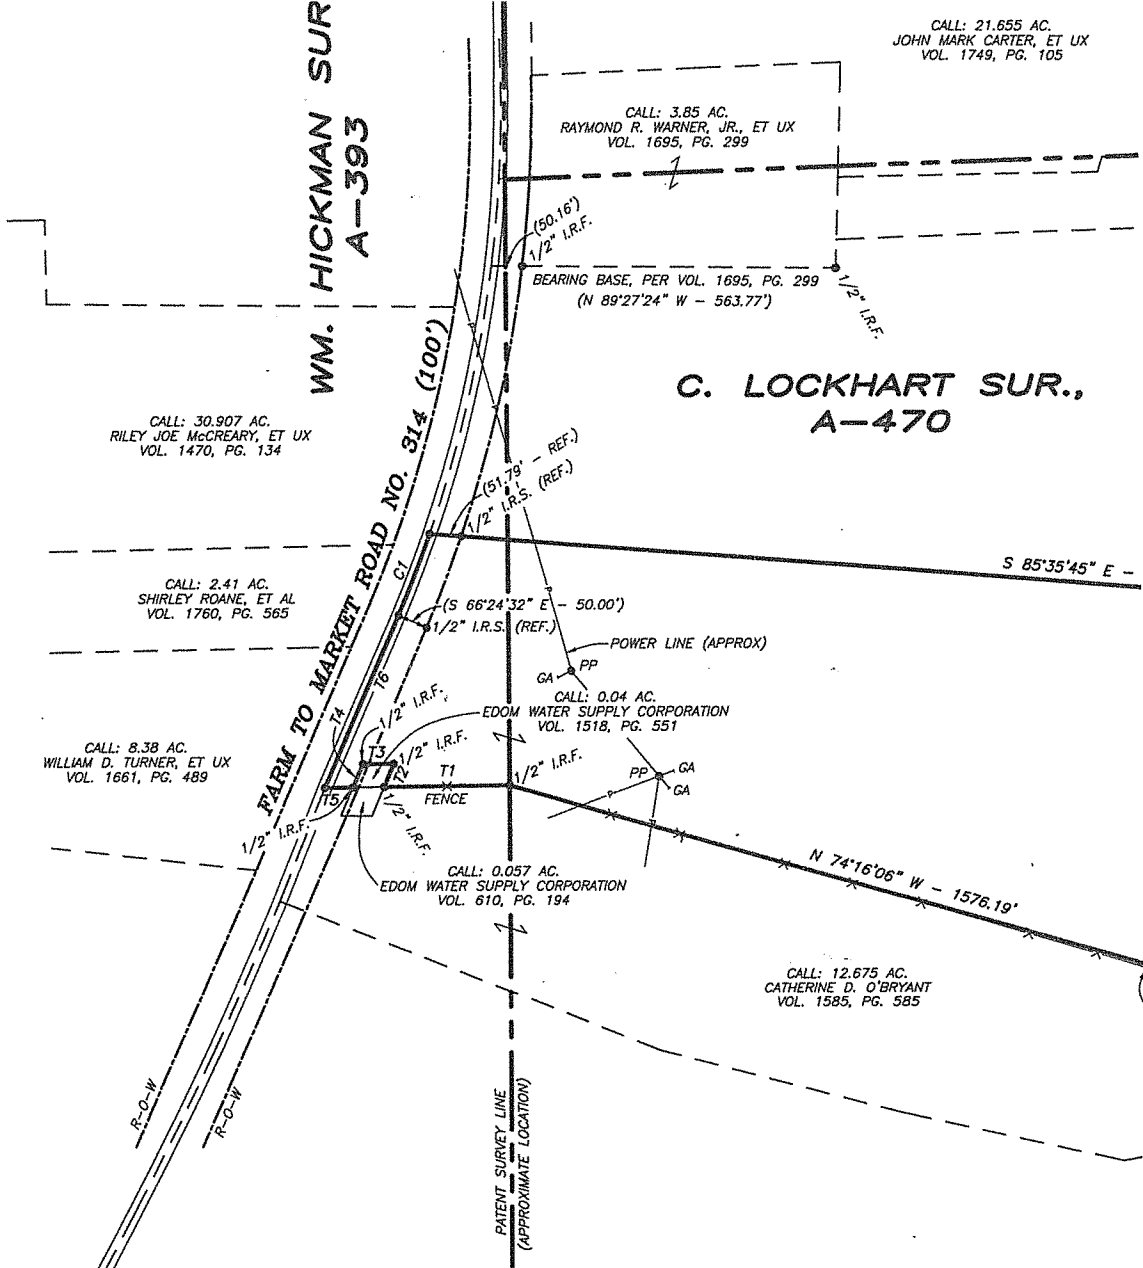 CALL: 21.655 AC.
JOHN MARK CARTER, ET UX
VOL. 1749, PG. 105
WM. HICKMAN SUR
A-393
CALL: 3.85 AC.
RAYMOND R. WARNER, JR., ET UX
VOL. 1695, PG. 299
(50.16')
1/2" I.R.F.
BEARING BASE, PER VOL. 1695, PG. 299
(N 89°27'24" W - 563.77')
1/2" I.R.F.
C. LOCKHART SUR.,
A-470
CALL: 30.907 AC.
RILEY JOE McCREARY, ET UX
VOL. 1470, PG. 134
FARM TO MARKET ROAD NO. 314 (100')
(51.79' - REF.)
1/2" I.R.S. (REF.)
S 85°35'45" E -
C1
CALL: 2.41 AC.
SHIRLEY ROANE, ET AL
VOL. 1760, PG. 565
(S 66°24'32" E - 50.00')
1/2" I.R.S. (REF.)
POWER LINE (APPROX)
PP
GA
T6
T4
1/2" I.R.F.
CALL: 0.04 AC.
EDOM WATER SUPPLY CORPORATION
VOL. 1518, PG. 551
CALL: 8.38 AC.
WILLIAM D. TURNER, ET UX
VOL. 1661, PG. 489
T3
1/2" I.R.F.
T2
T1
FENCE
1/2" I.R.F.
PP
GA
GA
T5
1/2" I.R.F.
1/2" I.R.F.
CALL: 0.057 AC.
EDOM WATER SUPPLY CORPORATION
VOL. 610, PG. 194
N 74°16'06" W - 1576.19'
CALL: 12.675 AC.
CATHERINE D. O'BRYANT
VOL. 1585, PG. 585
R-O-W
R-O-W
PATENT SURVEY LINE
(APPROXIMATE LOCATION)